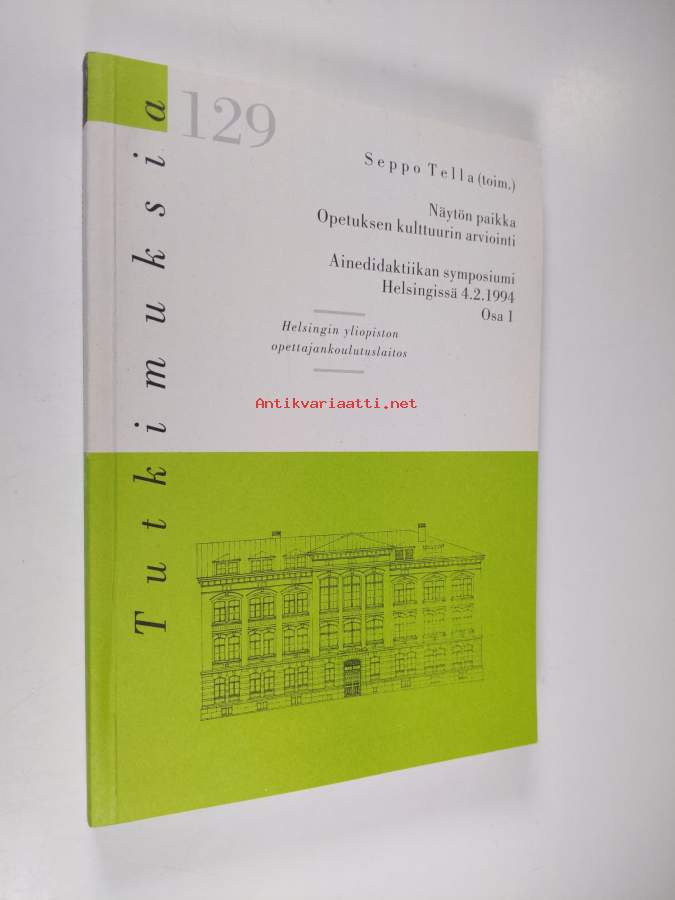 129
Seppo Tella (toim.)
Näytön paikka
Opetuksen kulttuurin arviointi
Ainedidaktiikan symposiumi
Helsingissä 4.2.1994
Osa 1
Helsingin yliopiston
opettajankoulutuslaitos
Antikvariaatti.net
Tutkimuksia